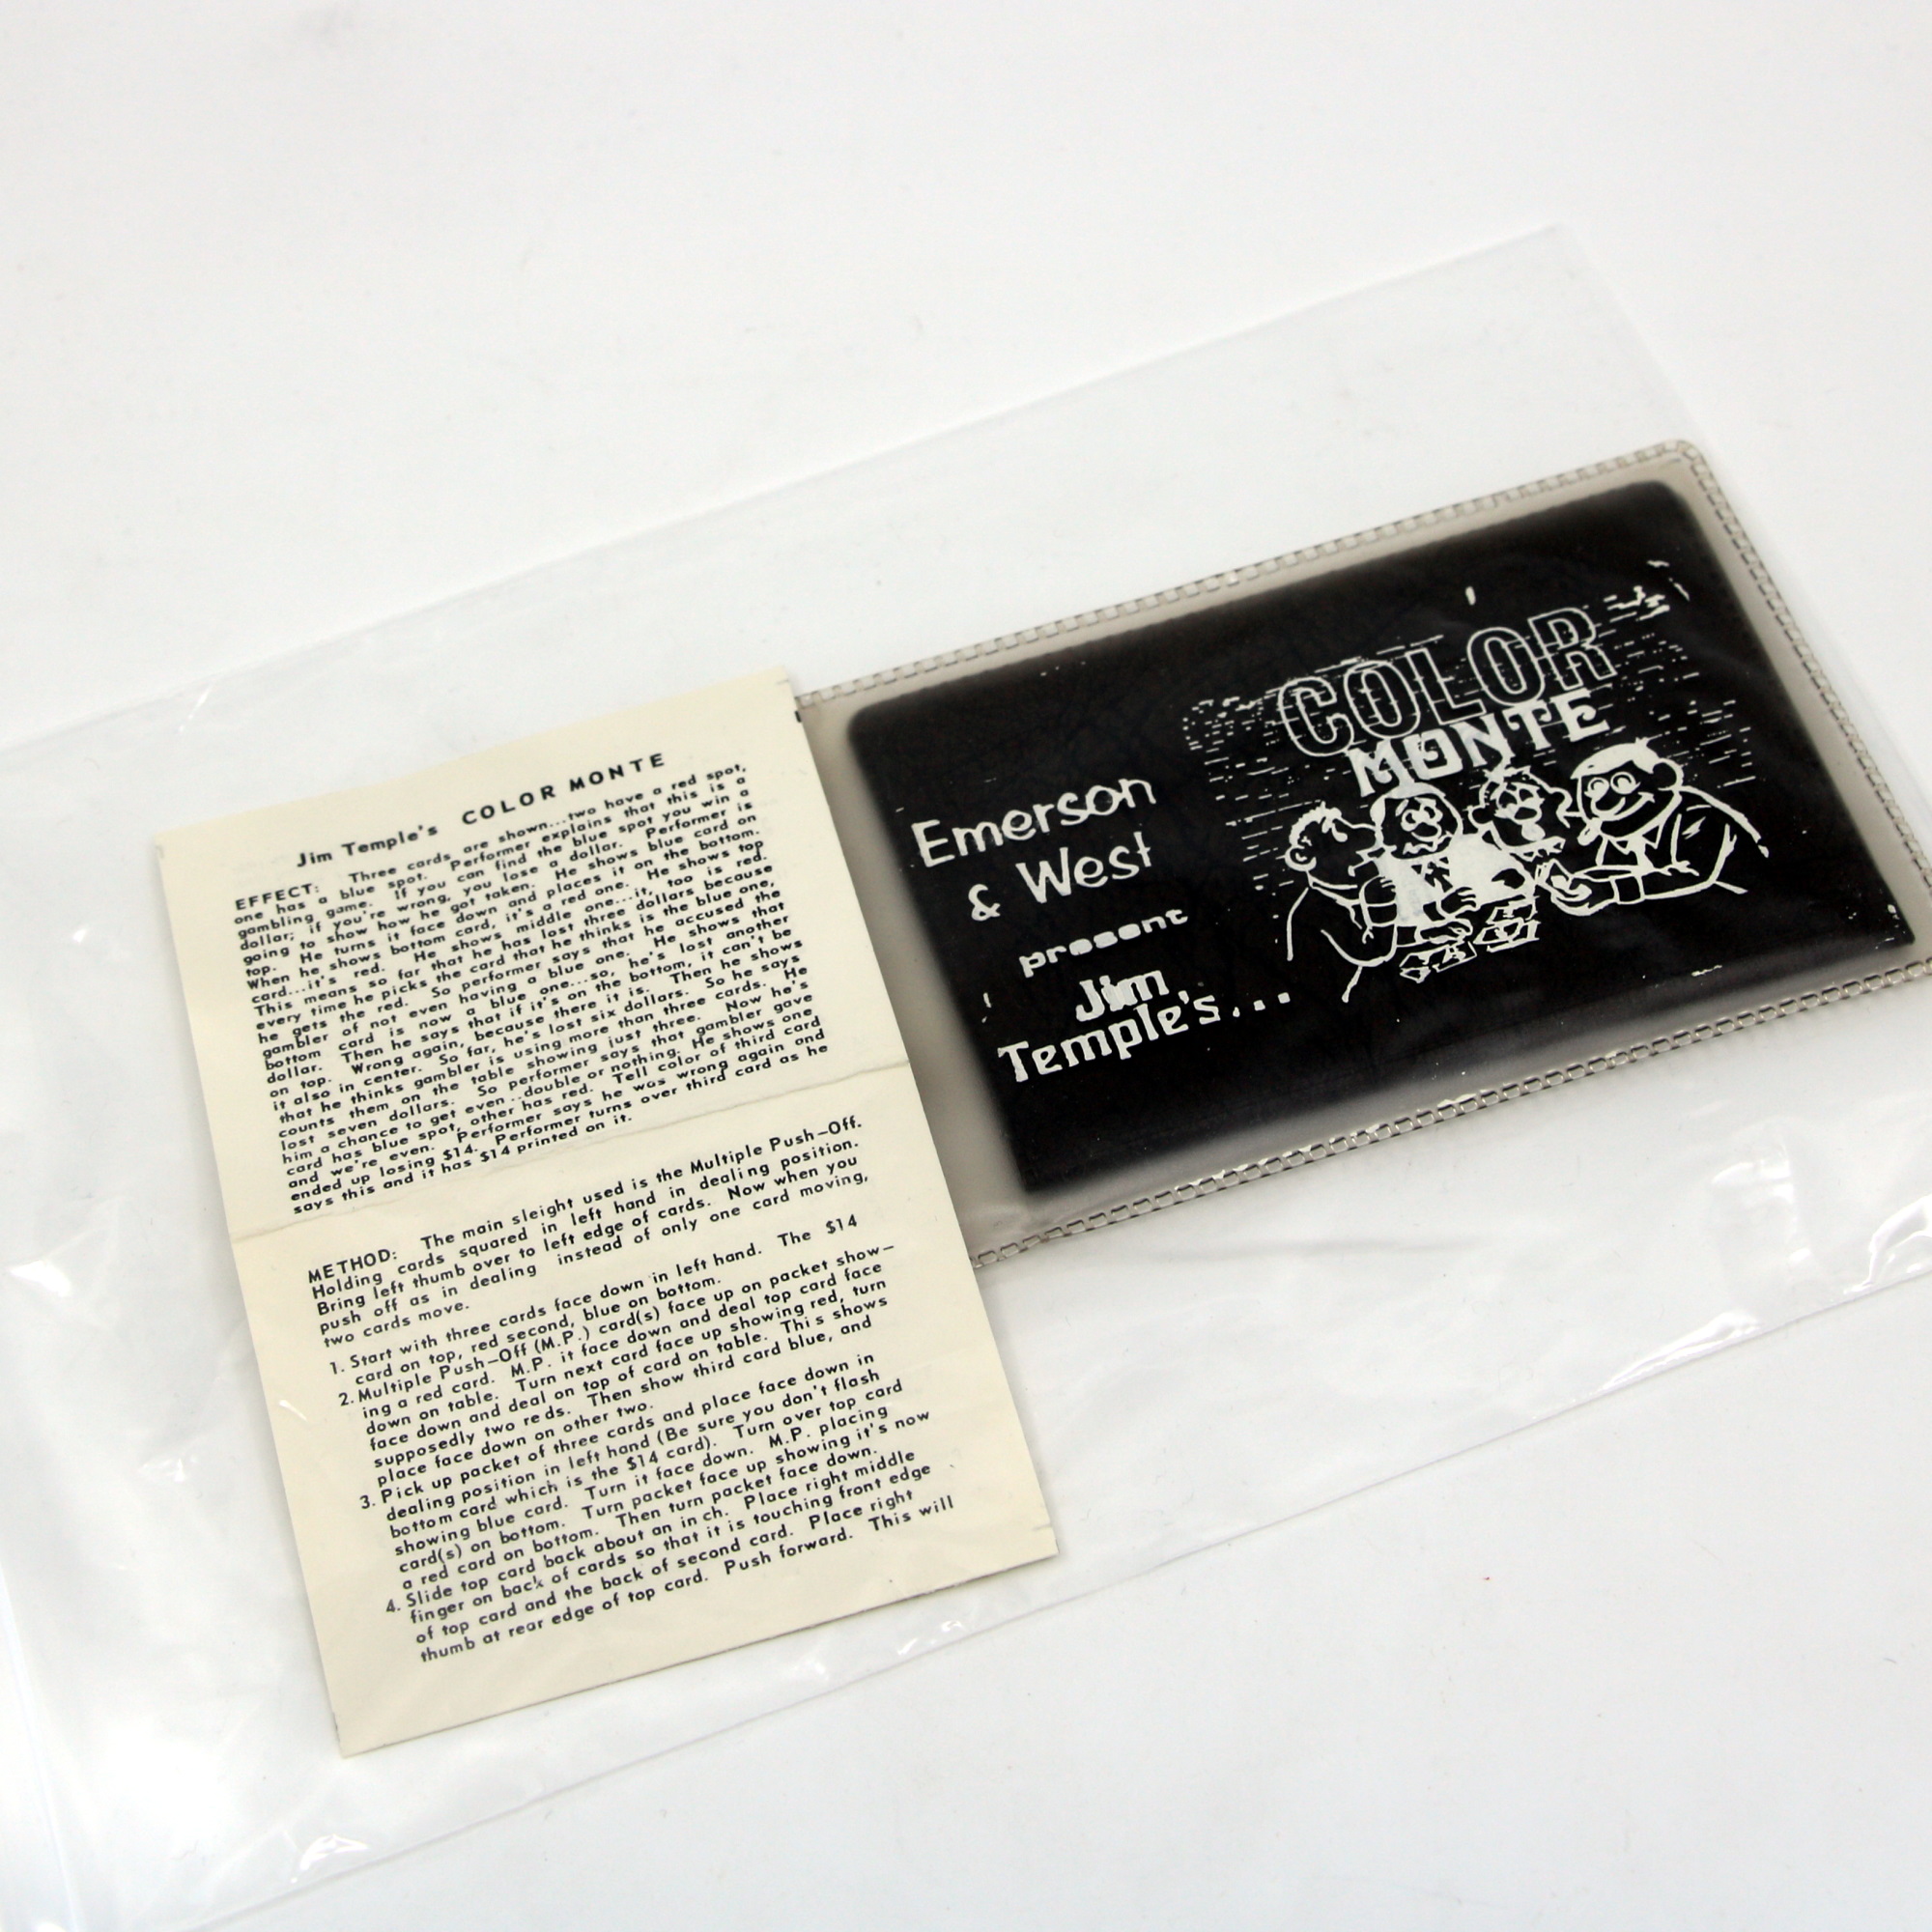 Jim Temple's COLOR MONTE
EFFECT: Three cards are shown...two have a red spot,
one has a blue spot. Performer explains that this is a
gambling game. If you can find the blue spot you win a
dollar; if you're wrong, you lose a dollar. Performer is
going to show how he got taken. He shows blue card on
top. He turns it face down and places it on the bottom.
When he shows bottom card, it's a red one. He shows top
card...it's red. He shows middle one...it, too is red.
This means so far that he has lost three dollars because
every time he picks the card that he thinks is the blue one,
he gets the red. So performer says that he accused the
gambler of not even having a blue one. He shows that
bottom card is now a blue one...so, he's lost another
dollar. Then he says that if it's on the bottom, it can't be
on top. Wrong again, because there it is. Then he shows
it also in center. So far, he's lost six dollars. So he says
that he thinks gambler is using more than three cards. He
counts them on the table showing just three. Now he's
lost seven dollars. So performer says that gambler gave
him a chance to get even..double or nothing. He shows one
card has blue spot, other has red. Tell color of third card
and we're even. Performer says he was wrong again and
ended up losing $14. Performer turns over third card as he
says this and it has $14 printed on it.
METHOD: The main sleight used is the Multiple Push-Off.
Holding cards squared in left hand in dealing position.
Bring left thumb over to left edge of cards. Now when you
push off as in dealing instead of only one card moving,
two cards move.
1. Start with three cards face down in left hand. The $14
card on top, red second, blue on bottom.
2. Multiple Push-Off (M.P.) card(s) face up on packet show-
ing a red card. M.P. it face down and deal top card face
down on table. Turn next card face up showing red, turn
face down and deal on top of card on table. This shows
supposedly two reds. Then show third card blue, and
place face down on other two.
3. Pick up packet of three cards and place face down in
dealing position in left hand (Be sure you don't flash
bottom card which is the $14 card). Turn over top card
showing blue card. Turn it face down. M.P. placing
card(s) on bottom. Turn packet face up showing it's now
a red card on bottom. Then turn packet face down.
4. Slide top card back about an inch. Place right middle
finger on back of cards so that it is touching front edge
of top card and the back of second card. Place right
thumb at rear edge of top card. Push forward. This will
Emerson
& West
present
Jim
Temple's...
COLOR
MONTE